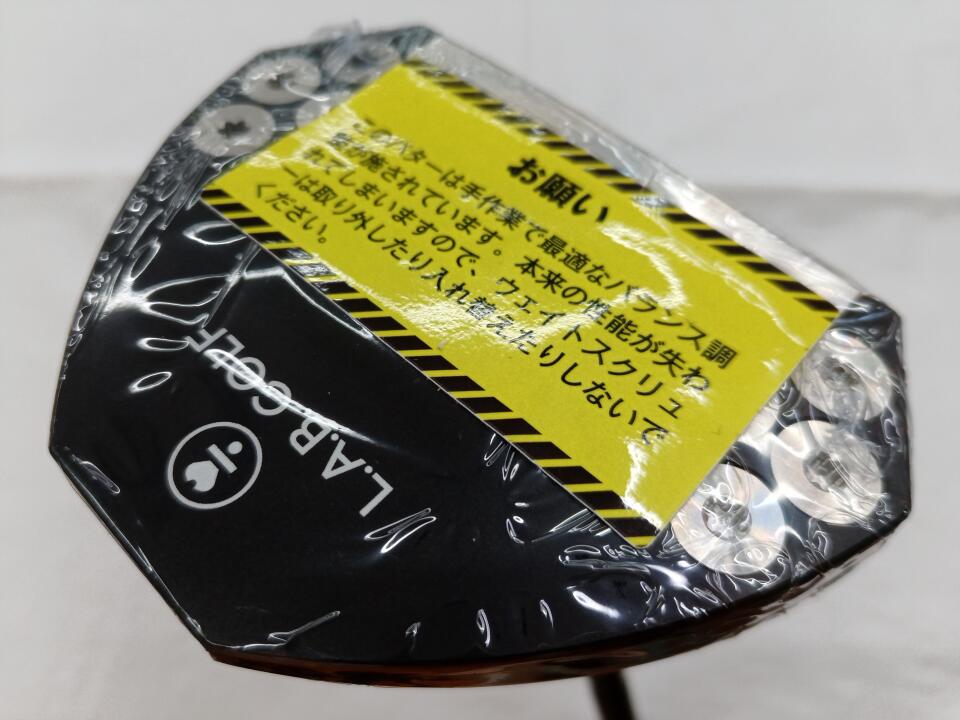 お願い
このパターは手作業で最適なバランス調
整が施されています。本来の性能が失わ
れてしまいますので、ウエイトスクリュ
ーは取り外したり入れ替えたりしないで
ください。
L.A.B.GOLF